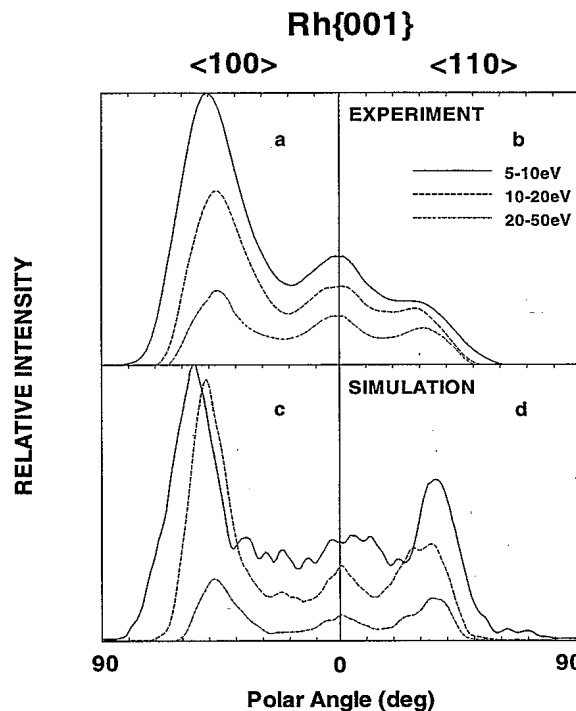 Rh{001}
<100> <110>
EXPERIMENT
a b
5-10eV
10-20eV
20-50eV
RELATIVE INTENSITY
SIMULATION
c d
90 0 90
Polar Angle (deg)